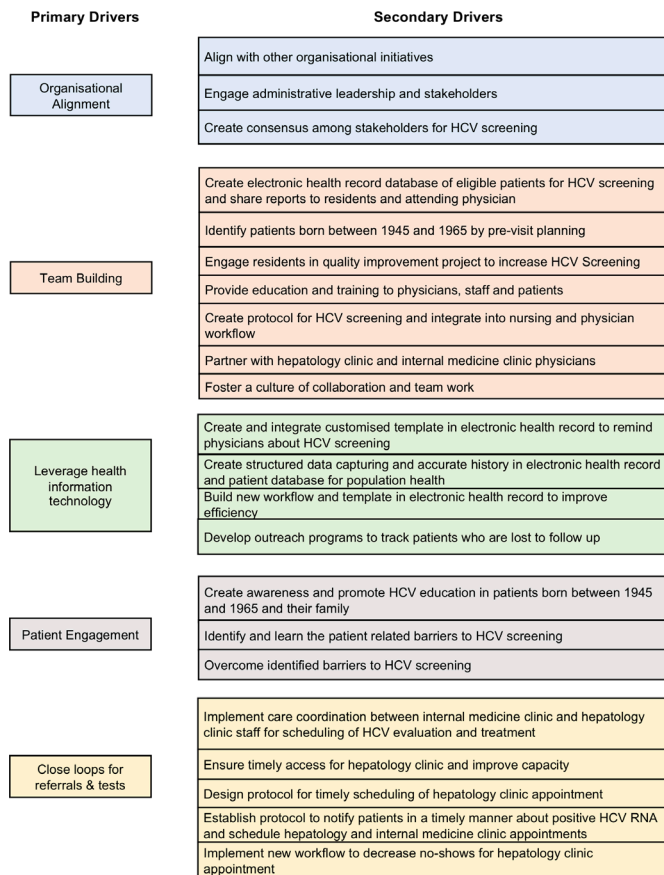 Primary Drivers
Secondary Drivers
Organisational
Alignment
Align with other organisational initiatives
Engage administrative leadership and stakeholders
Create consensus among stakeholders for HCV screening
Team Building
Create electronic health record database of eligible patients for HCV screening
and share reports to residents and attending physician
Identify patients born between 1945 and 1965 by pre-visit planning
Engage residents in quality improvement project to increase HCV Screening
Provide education and training to physicians, staff and patients
Create protocol for HCV screening and integrate into nursing and physician
workflow
Partner with hepatology clinic and internal medicine clinic physicians
Foster a culture of collaboration and team work
Leverage health
information
technology
Create and integrate customised template in electronic health record to remind
physicians about HCV screening
Create structured data capturing and accurate history in electronic health record
and patient database for population health
Build new workflow and template in electronic health record to improve
efficiency
Develop outreach programs to track patients who are lost to follow up
Patient Engagement
Create awareness and promote HCV education in patients born between 1945
and 1965 and their family
Identify and learn the patient related barriers to HCV screening
Overcome identified barriers to HCV screening
Close loops for
referrals & tests
Implement care coordination between internal medicine clinic and hepatology
clinic staff for scheduling of HCV evaluation and treatment
Ensure timely access for hepatology clinic and improve capacity
Design protocol for timely scheduling of hepatology clinic appointment
Establish protocol to notify patients in a timely manner about positive HCV RNA
and schedule hepatology and internal medicine clinic appointments
Implement new workflow to decrease no-shows for hepatology clinic
appointment